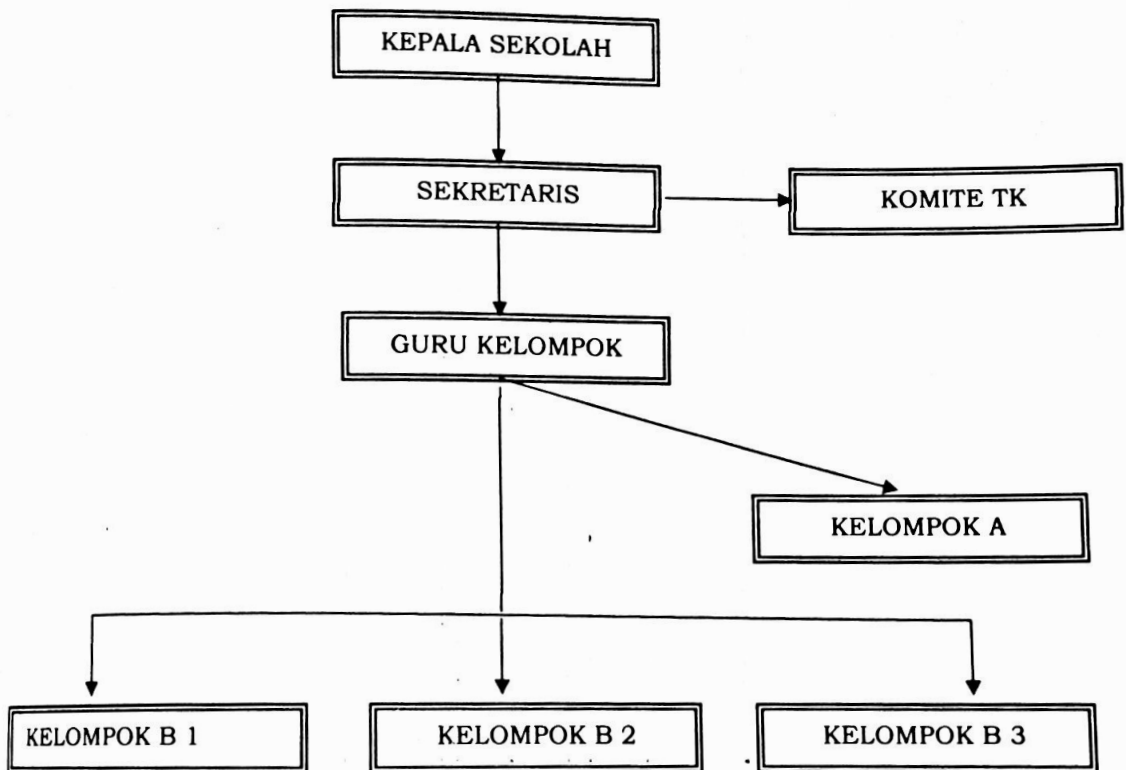 KEPALA SEKOLAH
SEKRETARIS
KOMITE TK
GURU KELOMPOK
KELOMPOK A
KELOMPOK B 1
KELOMPOK B 2
KELOMPOK B 3